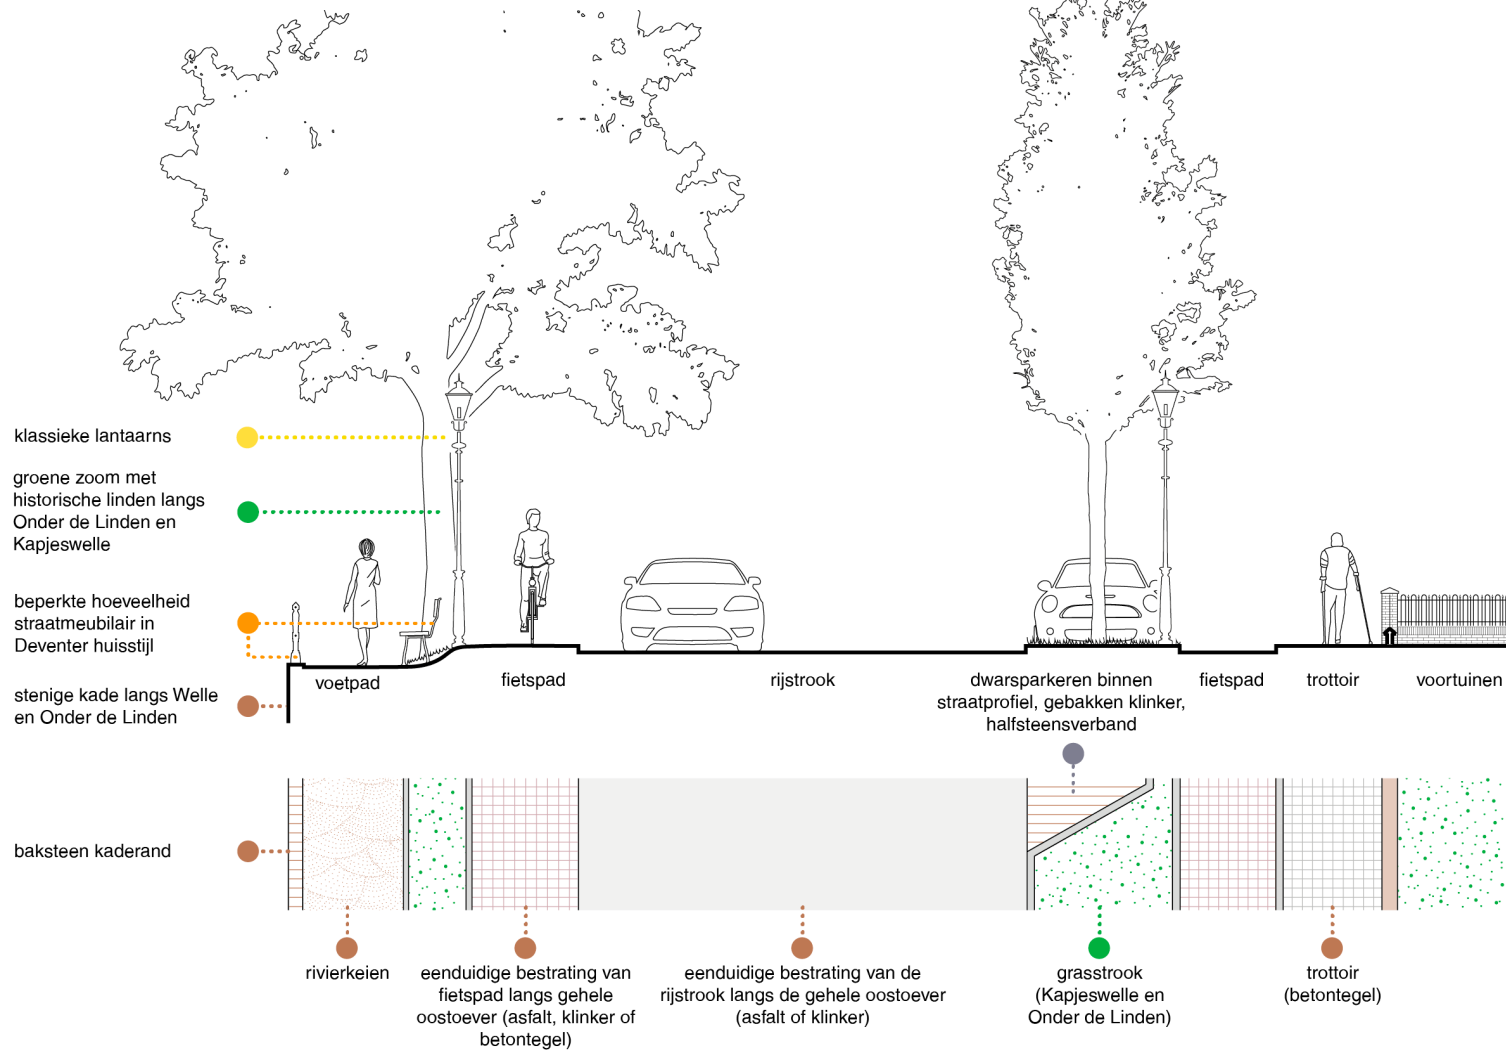 klassieke lantaarns
groene zoom met
historische linden langs
Onder de Linden en
Kapjeswelle
beperkte hoeveelheid
straatmeubilair in
Deventer huisstijl
stenige kade langs Welle
en Onder de Linden
voetpad
fietspad
rijstrook
dwarsparkeren binnen
straatprofiel, gebakken klinker,
halfsteensverband
fietspad
trottoir
voortuinen
baksteen kaderand
rivierkeien
eenduidige bestrating van
fietspad langs gehele
oostoever (asfalt, klinker of
betontegel)
eenduidige bestrating van de
rijstrook langs de gehele oostoever
(asfalt of klinker)
grasstrook
(Kapjeswelle en
Onder de Linden)
trottoir
(betontegel)